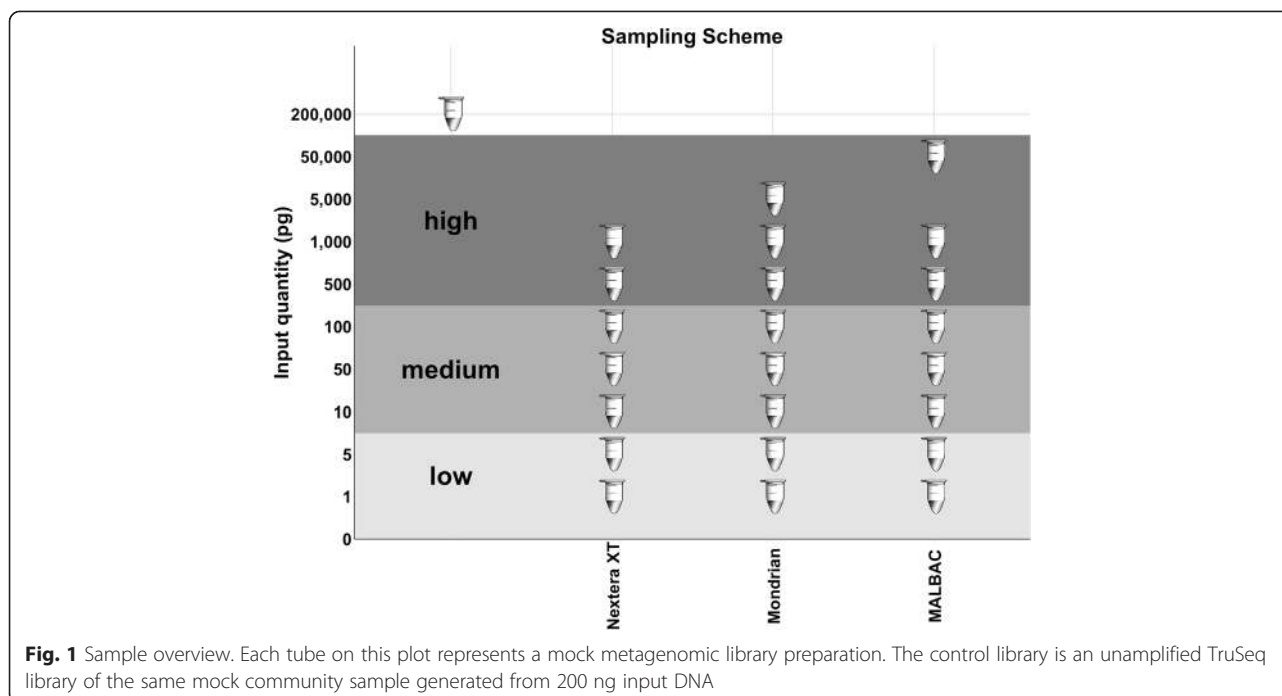 Sampling Scheme
Input quantity (pg)
200,000
50,000
5,000
1,000
500
100
50
10
5
1
0
high
medium
low
Nextera XT
Mondrian
MALBAC
Fig. 1 Sample overview. Each tube on this plot represents a mock metagenomic library preparation. The control library is an unamplified TruSeq
library of the same mock community sample generated from 200 ng input DNA